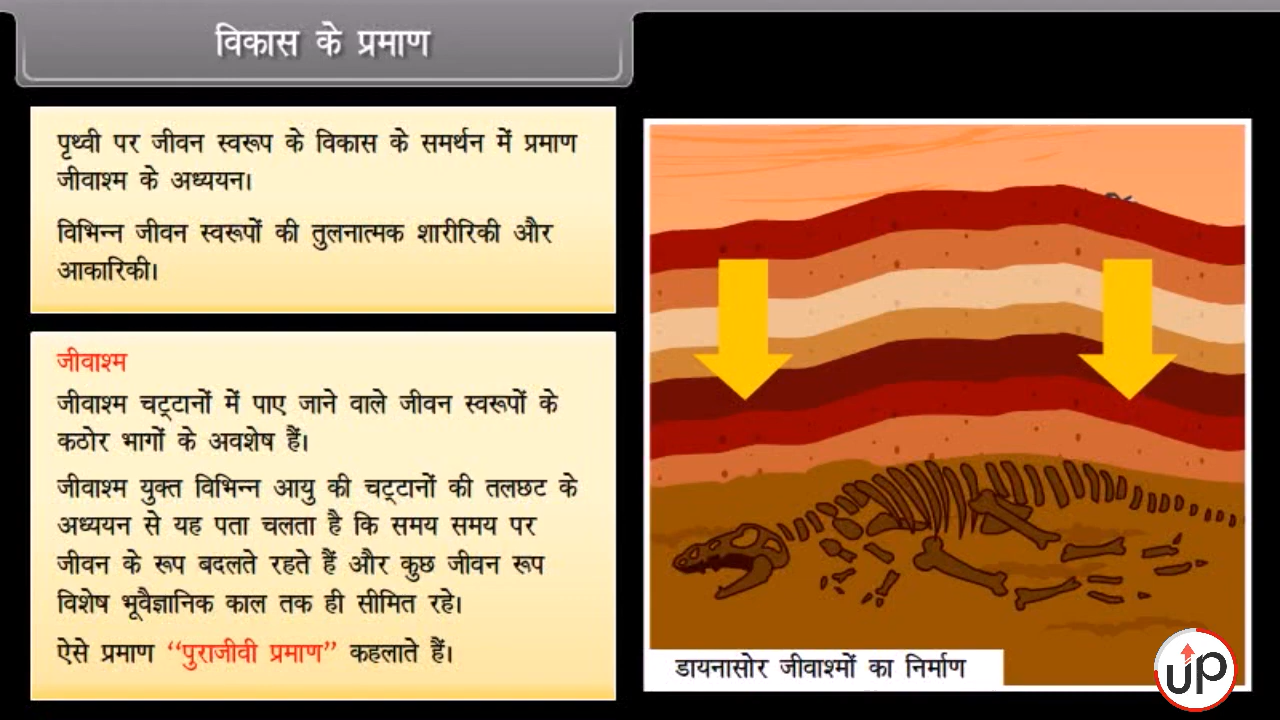 विकास के प्रमाण
पृथ्वी पर जीवन स्वरूप के विकास के समर्थन में प्रमाण
जीवाश्म के अध्ययन।
विभिन्न जीवन स्वरूपों की तुलनात्मक शारीरिकी और
आकारिकी।
जीवाश्म
जीवाश्म चट्टानों में पाए जाने वाले जीवन स्वरूपों के
कठोर भागों के अवशेष हैं।
जीवाश्म युक्त विभिन्न आयु की चट्टानों की तलछट के
अध्ययन से यह पता चलता है कि समय समय पर
जीवन के रूप बदलते रहते हैं और कुछ जीवन रूप
विशेष भूवैज्ञानिक काल तक ही सीमित रहे।
ऐसे प्रमाण “पुराजीवी प्रमाण” कहलाते हैं।
डायनासोर जीवाश्मों का निर्माण
UP